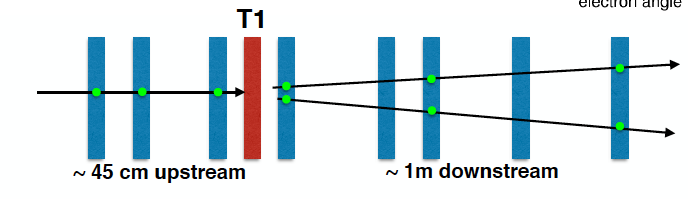 electron angle
T1
~ 45 cm upstream
~ 1m downstream